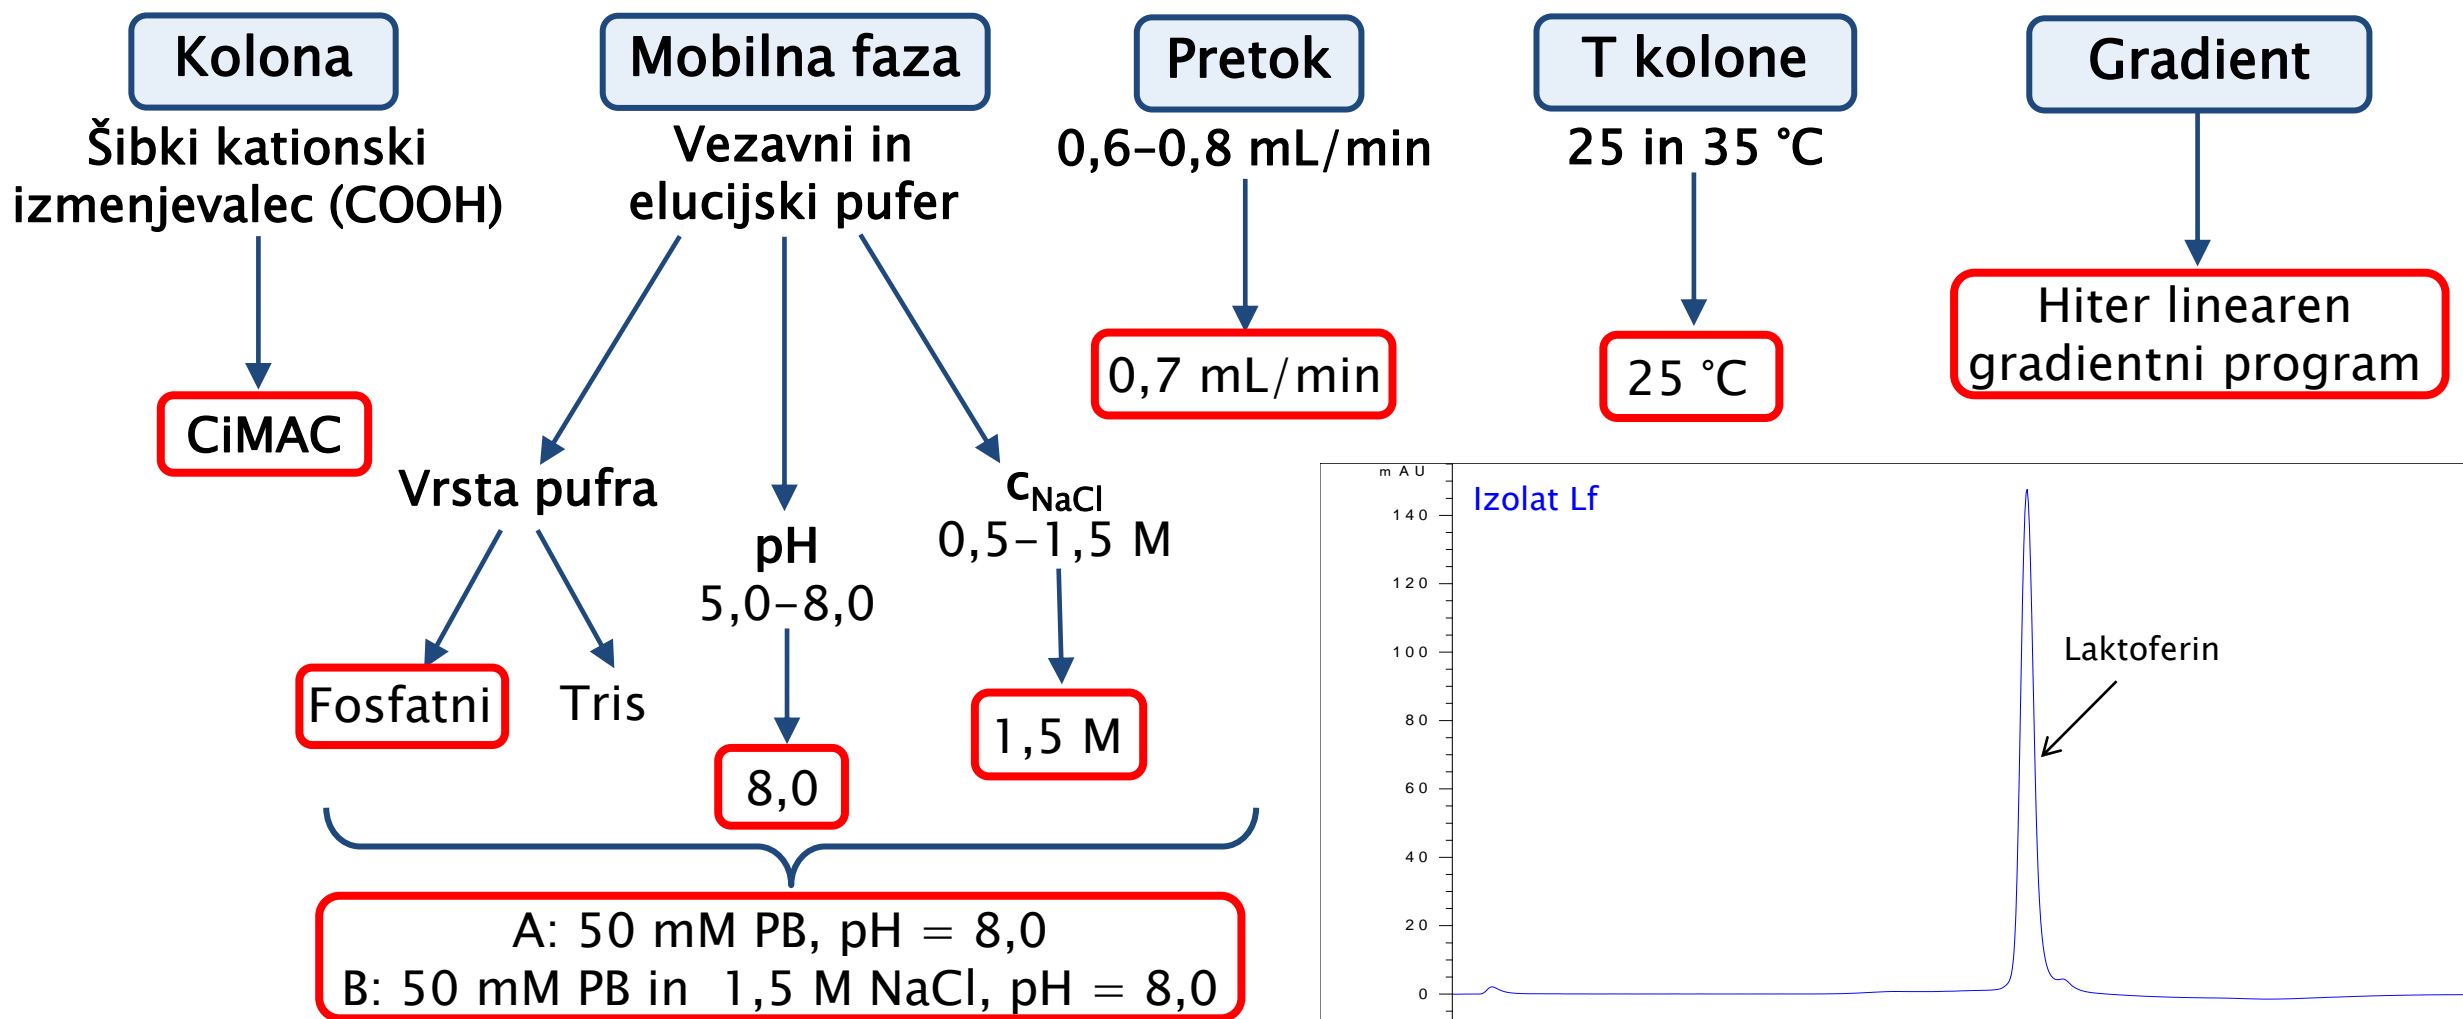 Kolona
Šibki kationski
izmenjevalec (COOH)
CiMAC
Mobilna faza
Vezavni in
elucijski pufer
Vrsta pufra
Fosfatni
Tris
pH
5,0–8,0
8,0
cNaCl
0,5–1,5 M
1,5 M
A: 50 mM PB, pH = 8,0
B: 50 mM PB in 1,5 M NaCl, pH = 8,0
Pretok
0,6–0,8 mL/min
0,7 mL/min
T kolone
25 in 35 °C
25 °C
Gradient
Hiter linearen
gradientni program
mAU
Izolat Lf
140
120
100
80
60
40
20
0
Laktoferin